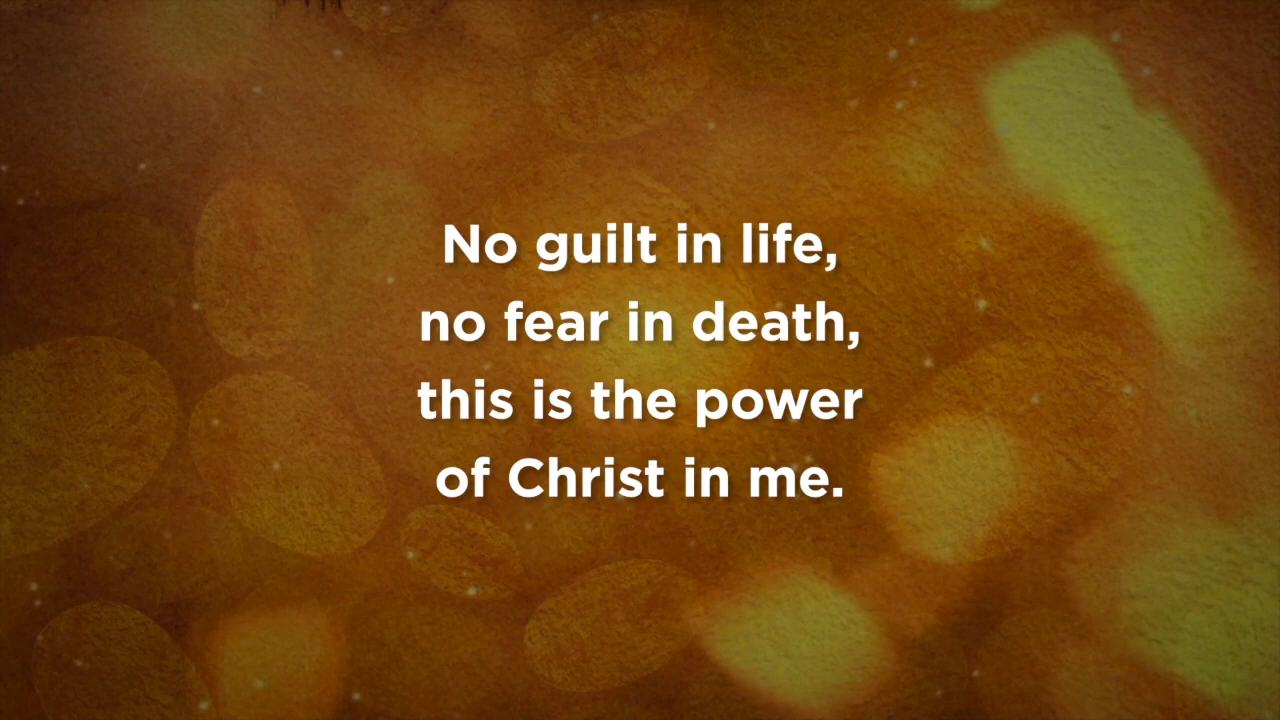 No guilt in life,
no fear in death,
this is the power
of Christ in me.